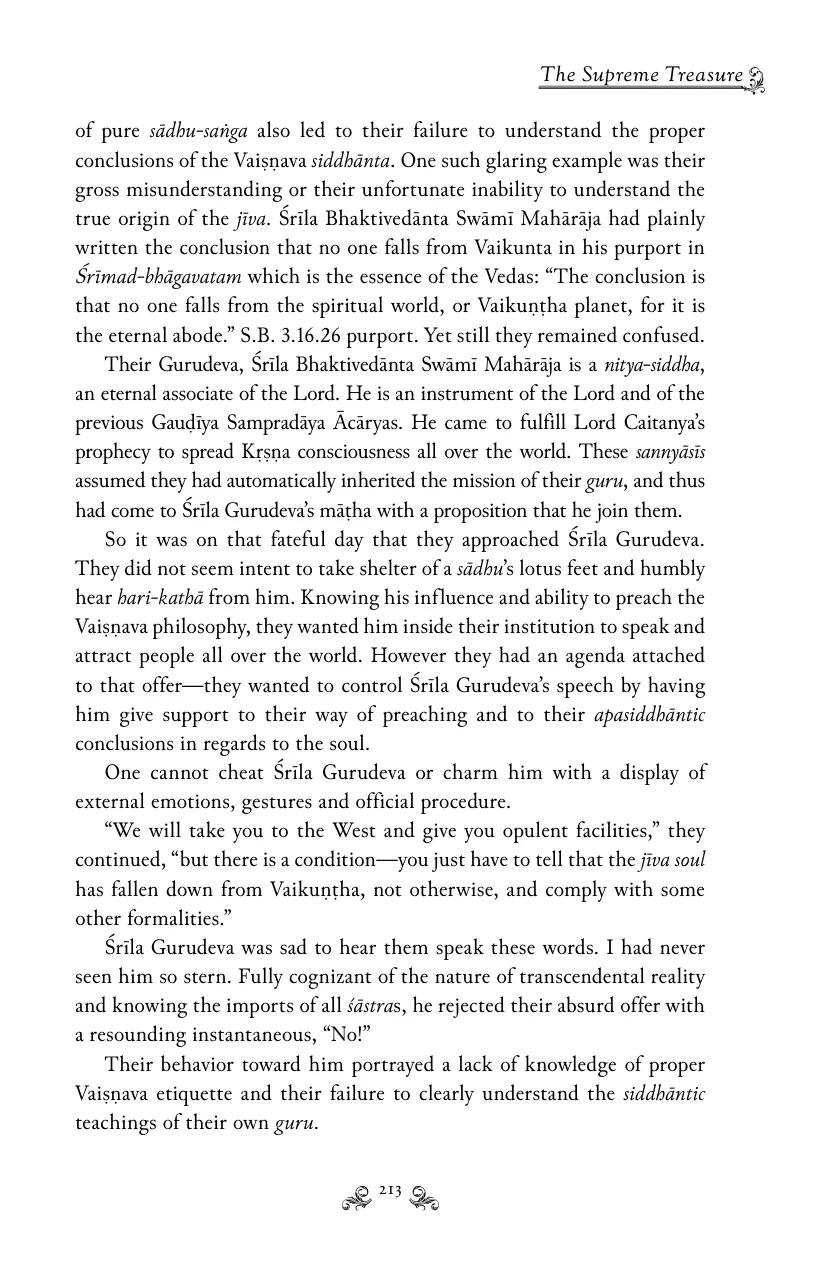 The Supreme Treasure
of pure sādhu-saṅga also led to their failure to understand the proper
conclusions of the Vaiṣṇava siddhānta. One such glaring example was their
gross misunderstanding or their unfortunate inability to understand the
true origin of the jīva. Śrīla Bhaktivedānta Swāmī Mahārāja had plainly
written the conclusion that no one falls from Vaikunta in his purport in
Śrīmad-bhāgavatam which is the essence of the Vedas: “The conclusion is
that no one falls from the spiritual world, or Vaikuṇṭha planet, for it is
the eternal abode.” S.B. 3.16.26 purport. Yet still they remained confused.
Their Gurudeva, Śrīla Bhaktivedānta Swāmī Mahārāja is a nitya-siddha,
an eternal associate of the Lord. He is an instrument of the Lord and of the
previous Gauḍīya Sampradāya Ācāryas. He came to fulfill Lord Caitanya’s
prophecy to spread Kṛṣṇa consciousness all over the world. These sannyāsīs
assumed they had automatically inherited the mission of their guru, and thus
had come to Śrīla Gurudeva’s māṭha with a proposition that he join them.
So it was on that fateful day that they approached Śrīla Gurudeva.
They did not seem intent to take shelter of a sādhu’s lotus feet and humbly
hear hari-kathā from him. Knowing his influence and ability to preach the
Vaiṣṇava philosophy, they wanted him inside their institution to speak and
attract people all over the world. However they had an agenda attached
to that offer—they wanted to control Śrīla Gurudeva’s speech by having
him give support to their way of preaching and to their apasiddhāntic
conclusions in regards to the soul.
One cannot cheat Śrīla Gurudeva or charm him with a display of
external emotions, gestures and official procedure.
“We will take you to the West and give you opulent facilities,” they
continued, “but there is a condition—you just have to tell that the jīva soul
has fallen down from Vaikuṇṭha, not otherwise, and comply with some
other formalities.”
Śrīla Gurudeva was sad to hear them speak these words. I had never
seen him so stern. Fully cognizant of the nature of transcendental reality
and knowing the imports of all śāstras, he rejected their absurd offer with
a resounding instantaneous, “No!”
Their behavior toward him portrayed a lack of knowledge of proper
Vaiṣṇava etiquette and their failure to clearly understand the siddhāntic
teachings of their own guru.
213